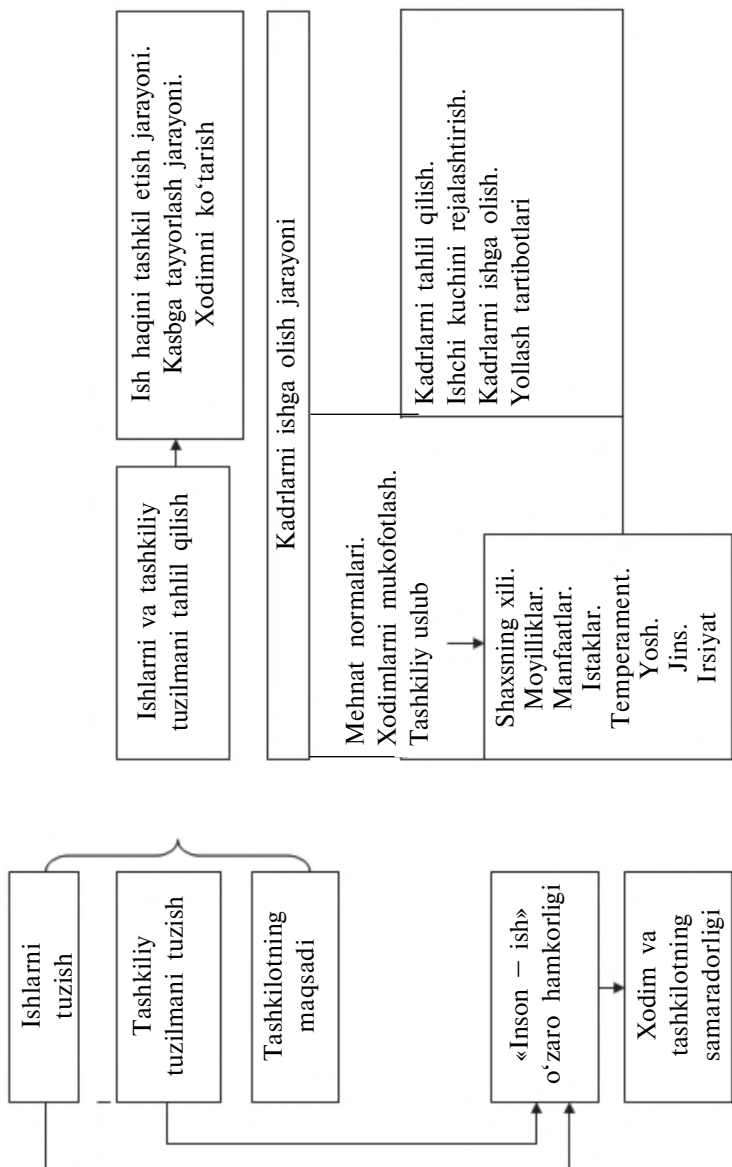 Ishlarni
tuzish
Tashkiliy
tuzilmani tuzish
Tashkilotning
maqsadi
«Inson – ish»
o‘zaro hamkorligi
Xodim va
tashkilotning
samaradorligi
Ishlarni va tashkiliy
tuzilmani tahlil qilish
Ish haqini tashkil etish jarayoni.
Kasbga tayyorlash jarayoni.
Xodimni ko‘tarish
Kadrlarni ishga olish jarayoni
Mehnat normalari.
Xodimlarni mukofotlash.
Tashkiliy uslub
Shaxsning xili.
Moyilliklar.
Manfaatlar.
Istaklar.
Temperament.
Yosh.
Jins.
Irsiyat
Kadrlarni tahlil qilish.
Ishchi kuchini rejalashtirish.
Kadrlarni ishga olish.
Yollash tartibotlari